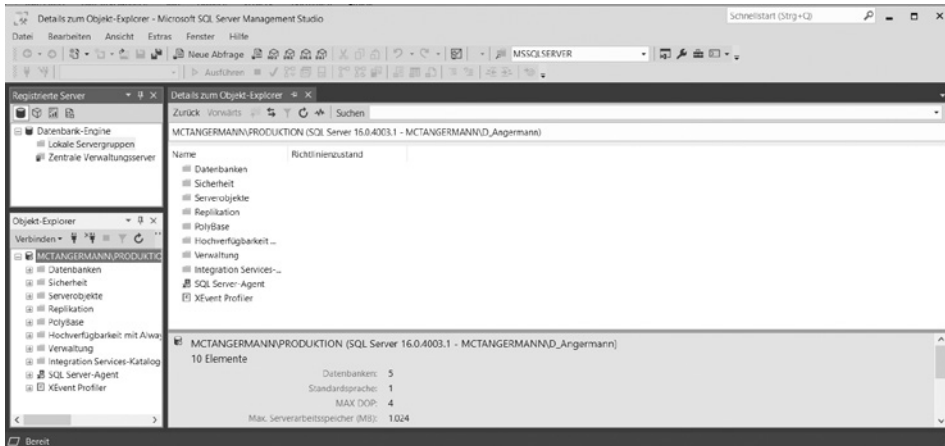 Details zum Objekt-Explorer - Microsoft SQL Server Management Studio
Schnellstart (Strg+Q)
Datei Bearbeiten Ansicht Extras Fenster Hilfe
Neue Abfrage
MSSQLSERVER
Ausführen
Registrierte Server
Datenbank-Engine
Lokale Servergruppen
Zentrale Verwaltungsserver
Objekt-Explorer
Verbinden
MCTANGERMANN\PRODUKTIO
Datenbanken
Sicherheit
Serverobjekte
Replikation
PolyBase
Hochverfügbarkeit mit Alway
Verwaltung
Integration Services-Katalog
SQL Server-Agent
XEvent Profiler
Details zum Objekt-Explorer
Zurück Vorwärts Suchen
MCTANGERMANN\PRODUKTION (SQL Server 16.0.4003.1 - MCTANGERMANN\D_Angermann)
Name Richtlinienzustand
Datenbanken
Sicherheit
Serverobjekte
Replikation
PolyBase
Hochverfügbarkeit ...
Verwaltung
Integration Services-...
SQL Server-Agent
XEvent Profiler
MCTANGERMANN\PRODUKTION (SQL Server 16.0.4003.1 - MCTANGERMANN\D_Angermann)
10 Elemente
Datenbanken: 5
Standardsprache: 1
MAX DOP: 4
Max. Serverarbeitsspeicher (MB): 1.024
Bereit